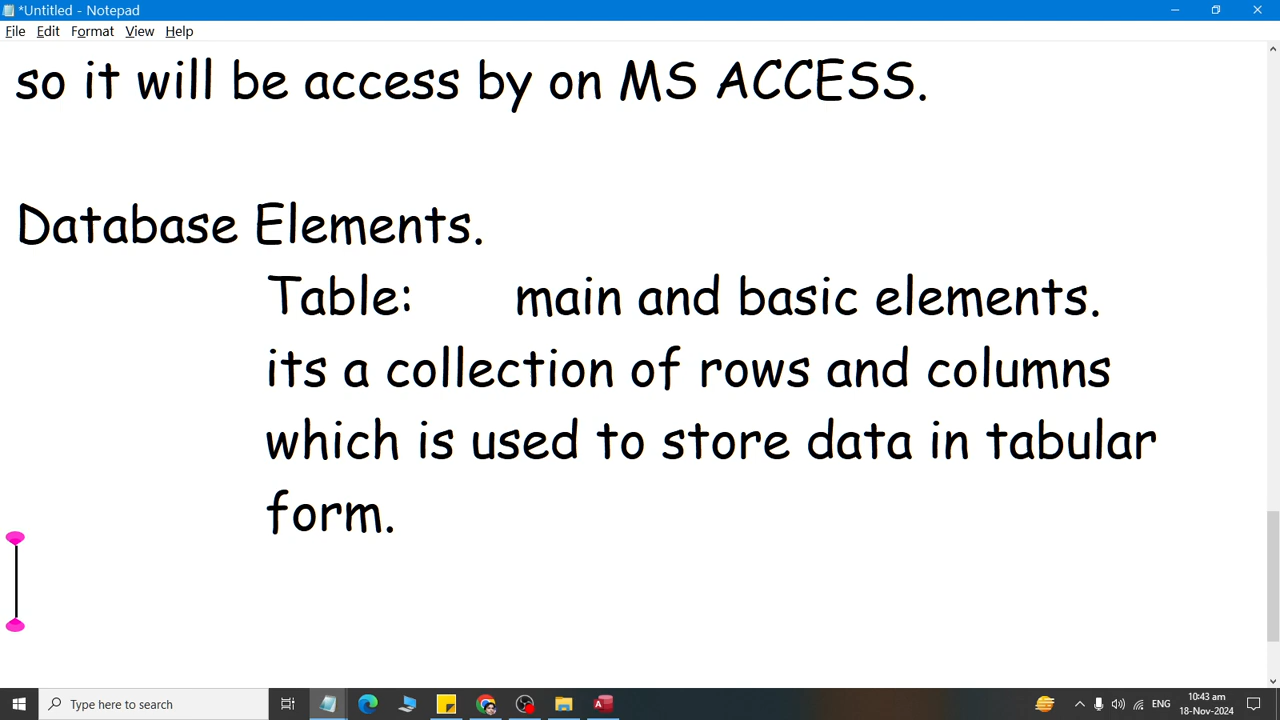 *Untitled - Notepad
File Edit Format View Help
so it will be access by on MS ACCESS.
Database Elements.
Table: main and basic elements.
its a collection of rows and columns
which is used to store data in tabular
form.
Type here to search
ENG
10:43 am
18-Nov-2024